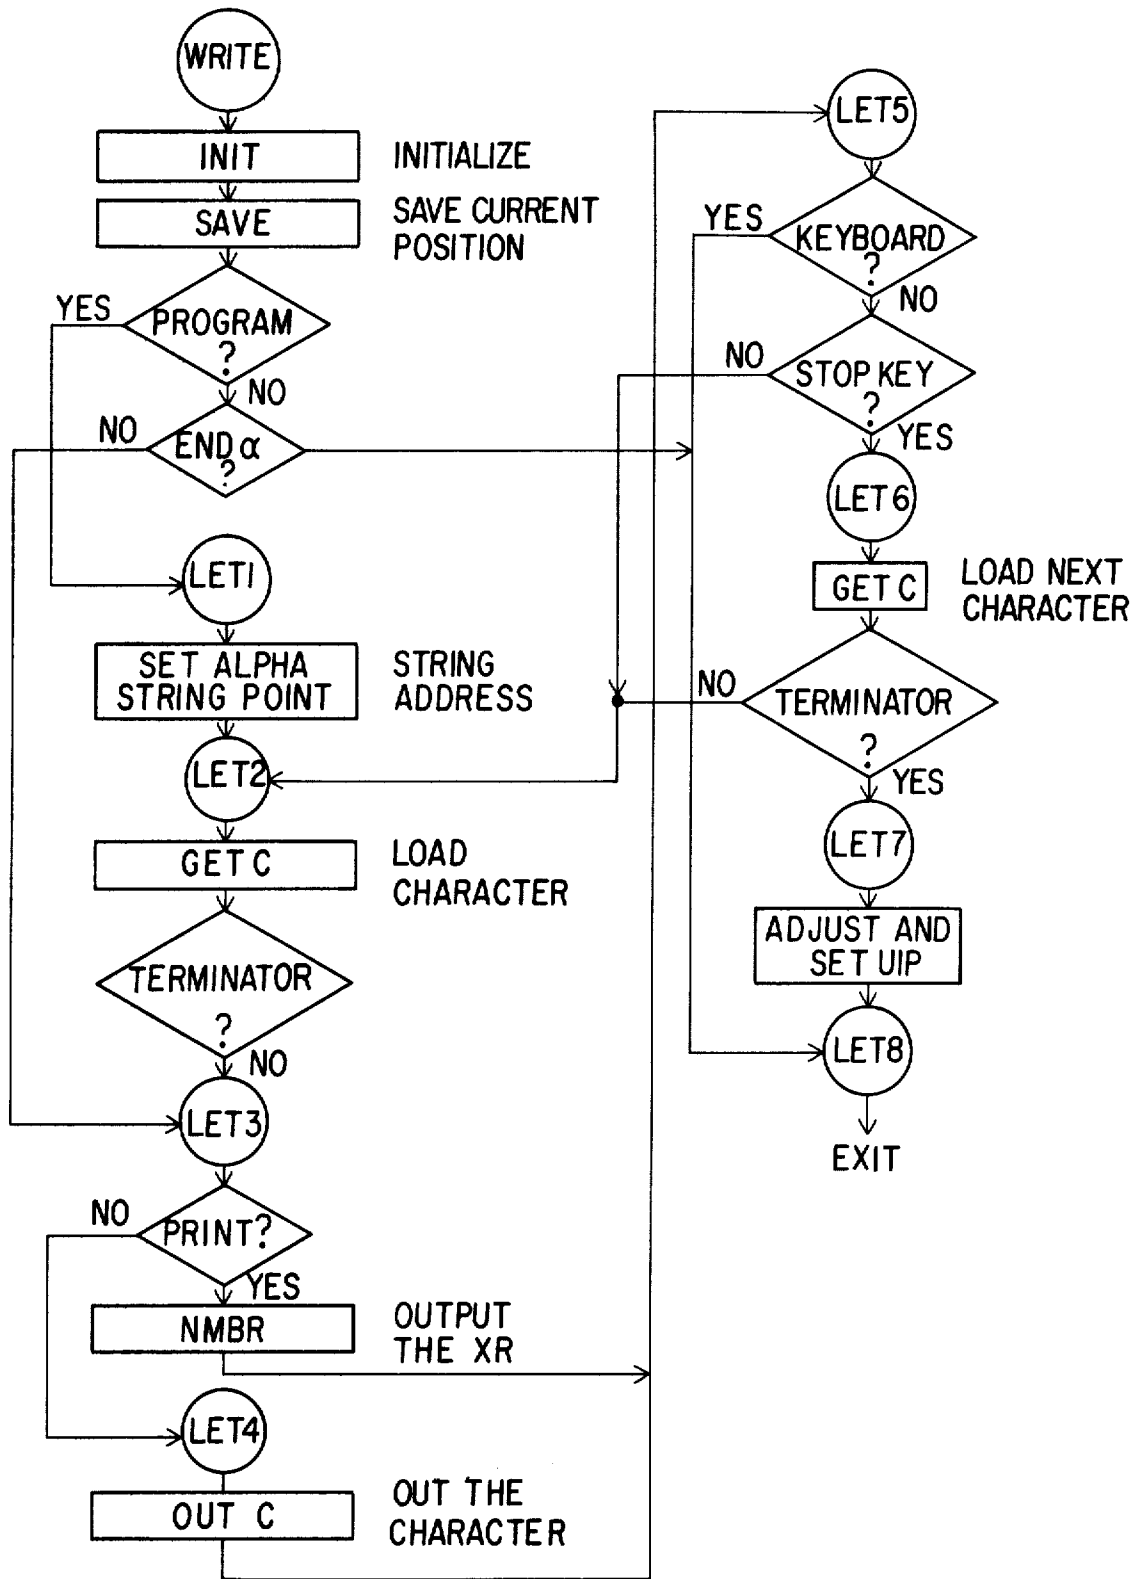 WRITE
INIT
INITIALIZE
SAVE
SAVE CURRENT
POSITION
YES
PROGRAM
?
NO
NO
END α
?
LET1
SET ALPHA
STRING POINT
STRING
ADDRESS
LET2
GET C
LOAD
CHARACTER
TERMINATOR
?
NO
LET3
NO
PRINT?
YES
NMBR
OUTPUT
THE XR
LET4
OUT C
OUT THE
CHARACTER
LET5
YES
KEYBOARD
?
NO
NO
STOP KEY
?
YES
LET6
GET C
LOAD NEXT
CHARACTER
NO
TERMINATOR
?
YES
LET7
ADJUST AND
SET UIP
LET8
EXIT